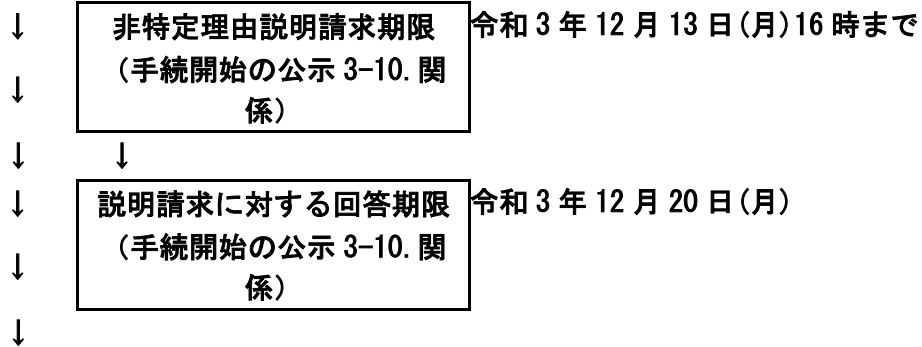 ↓ 非特定理由説明請求期限 令和3年12月13日(月)16時まで
（手続開始の公示 3-10. 関
↓
係）
↓ ↓
↓ 説明請求に対する回答期限 令和3年12月20日(月)
（手続開始の公示 3-10. 関
↓
係）
↓